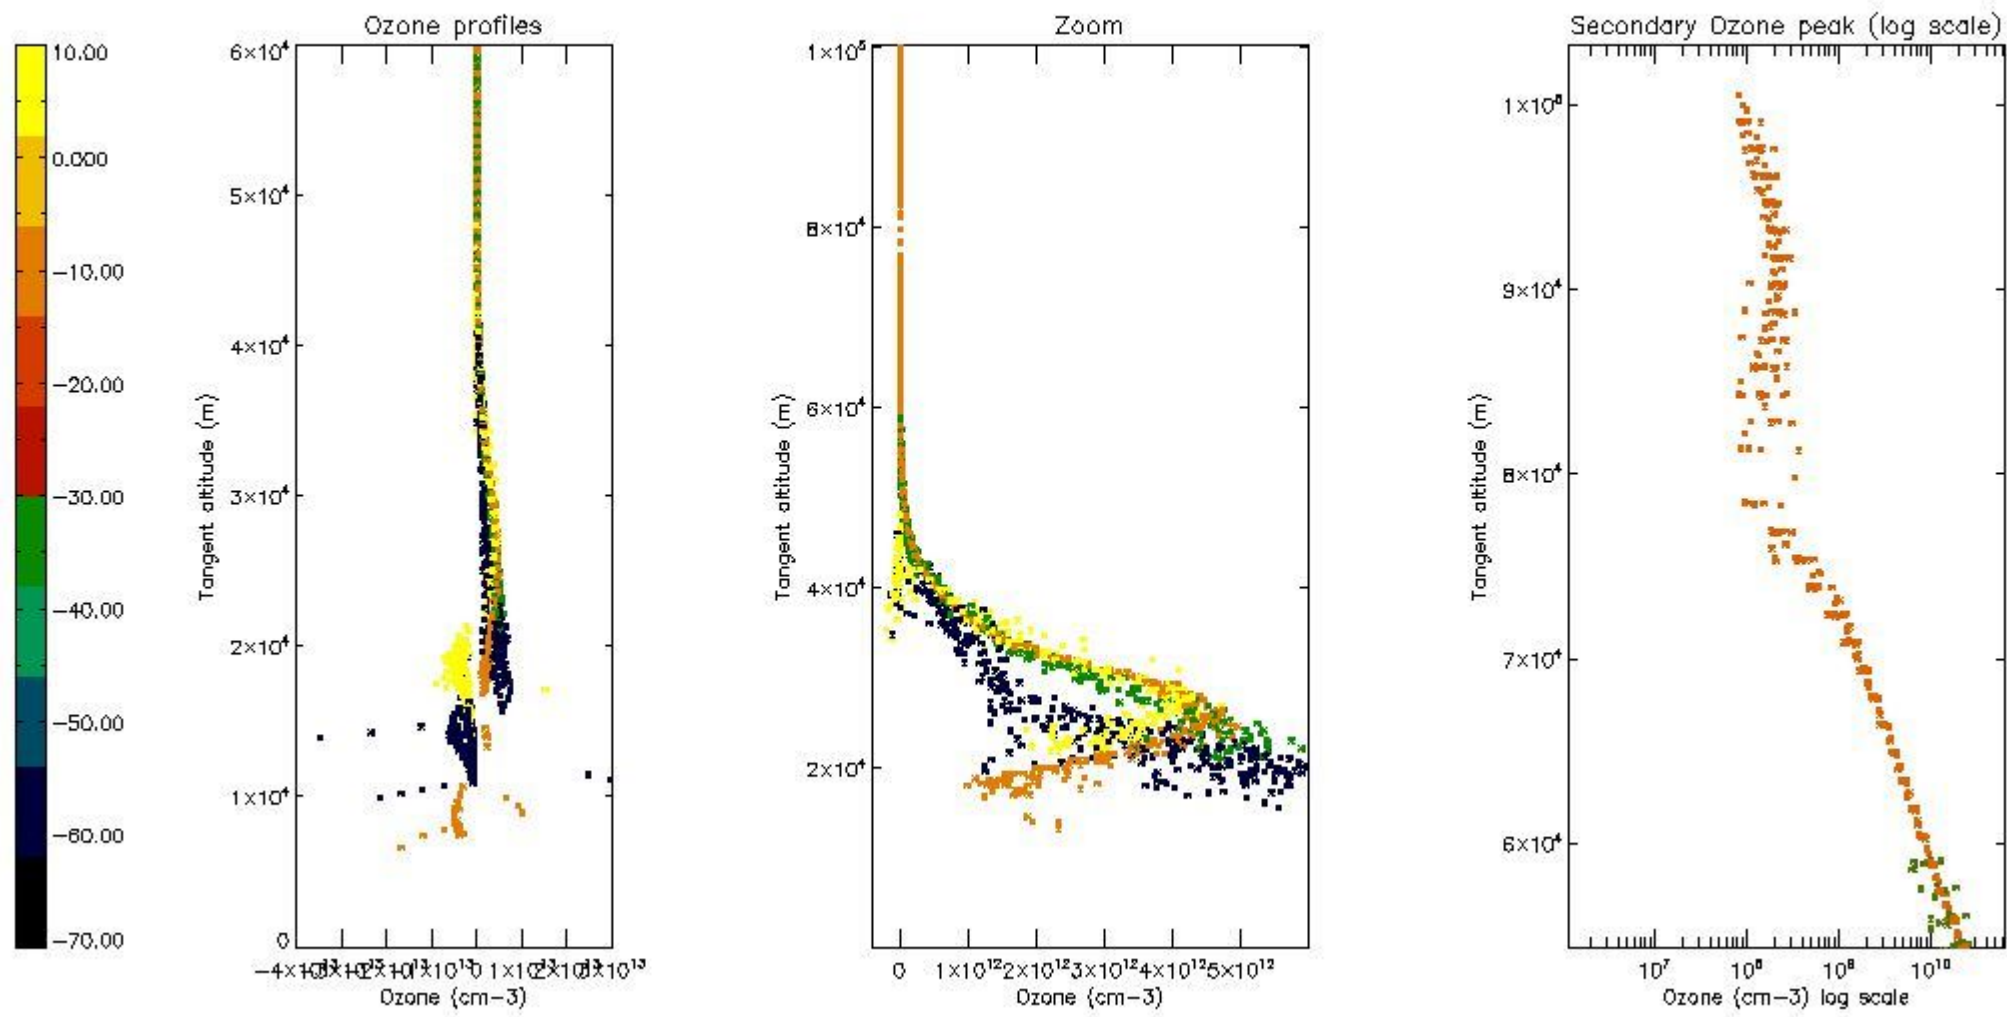 Ozone profiles
Zoom
Secondary Ozone peak (log scale)
10.00
0.000
−10.00
−20.00
−30.00
−40.00
−50.00
−60.00
−70.00
6×10⁴
5×10⁴
4×10⁴
3×10⁴
2×10⁴
1×10⁴
0
Tangent altitude (m)
0
Ozone (cm−3)
1×10⁵
8×10⁴
6×10⁴
4×10⁴
2×10⁴
Tangent altitude (m)
0 1×10¹² 2×10¹² 3×10¹² 4×10¹² 5×10¹²
Ozone (cm−3)
9×10⁴
8×10⁴
7×10⁴
6×10⁴
Tangent altitude (m)
10⁷ 10¹⁰
Ozone (cm−3) log scale